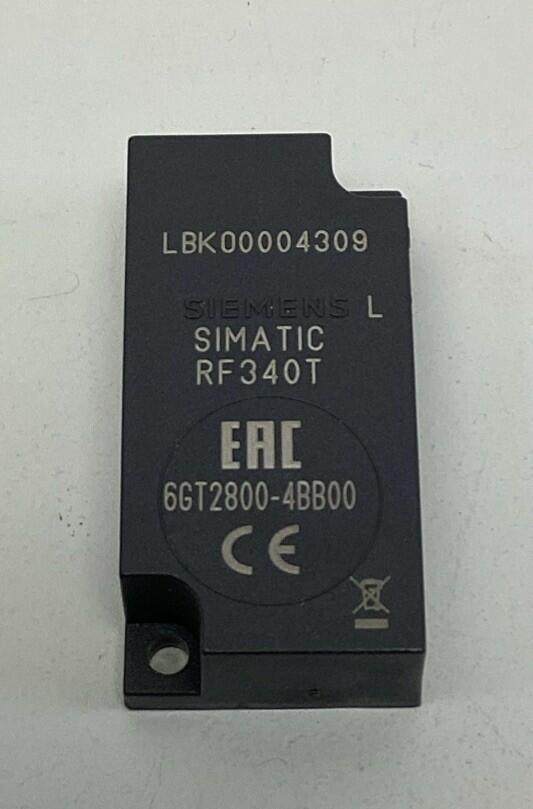 LBK00004309
SIEMENS L
SIMATIC
RF340T
EAC
6GT2800-4BB00
CE